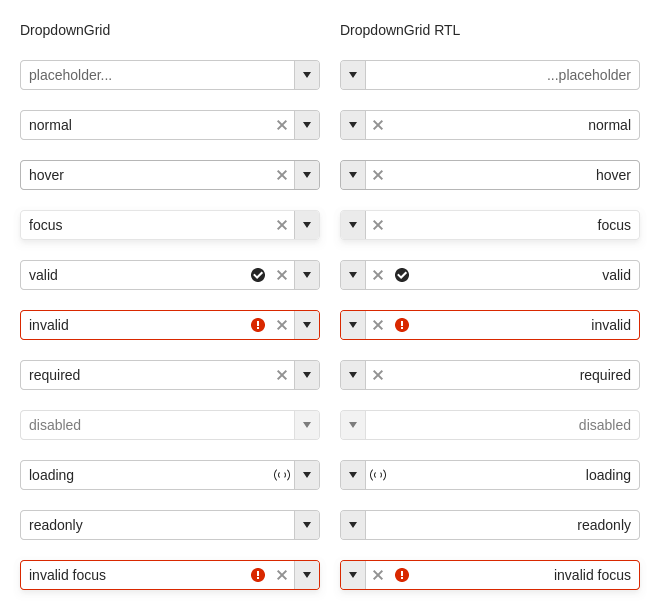 DropdownGrid
DropdownGrid RTL
placeholder...
...placeholder
normal
normal
hover
hover
focus
focus
valid
valid
invalid
invalid
required
required
disabled
disabled
loading
loading
readonly
readonly
invalid focus
invalid focus